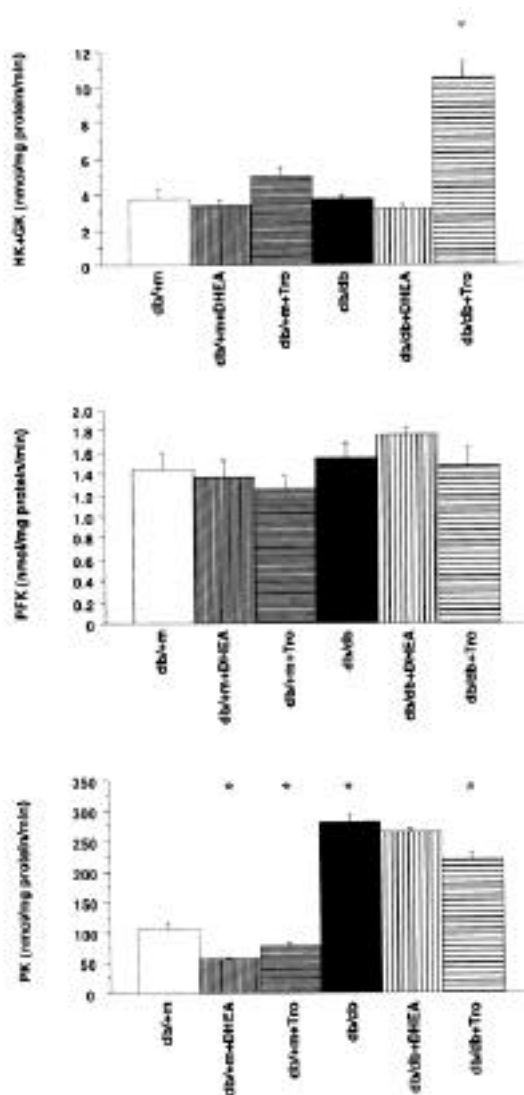 *
HK+GK (nmol/mg protein/min)
12
10
8
6
4
2
0
db/+m
db/+m+DHEA
db/+m+Tro
db/db
db/db+DHEA
db/db+Tro
PFK (nmol/mg protein/min)
2.0
1.8
1.6
1.4
1.2
1.0
0.8
0.6
0.4
0.2
0
db/+m
db/+m+DHEA
db/+m+Tro
db/db
db/db+DHEA
db/db+Tro
PK (nmol/mg protein/min)
350
300
250
200
150
100
50
0
* * * *
db/+m
db/+m+DHEA
db/+m+Tro
db/db
db/db+DHEA
db/db+Tro